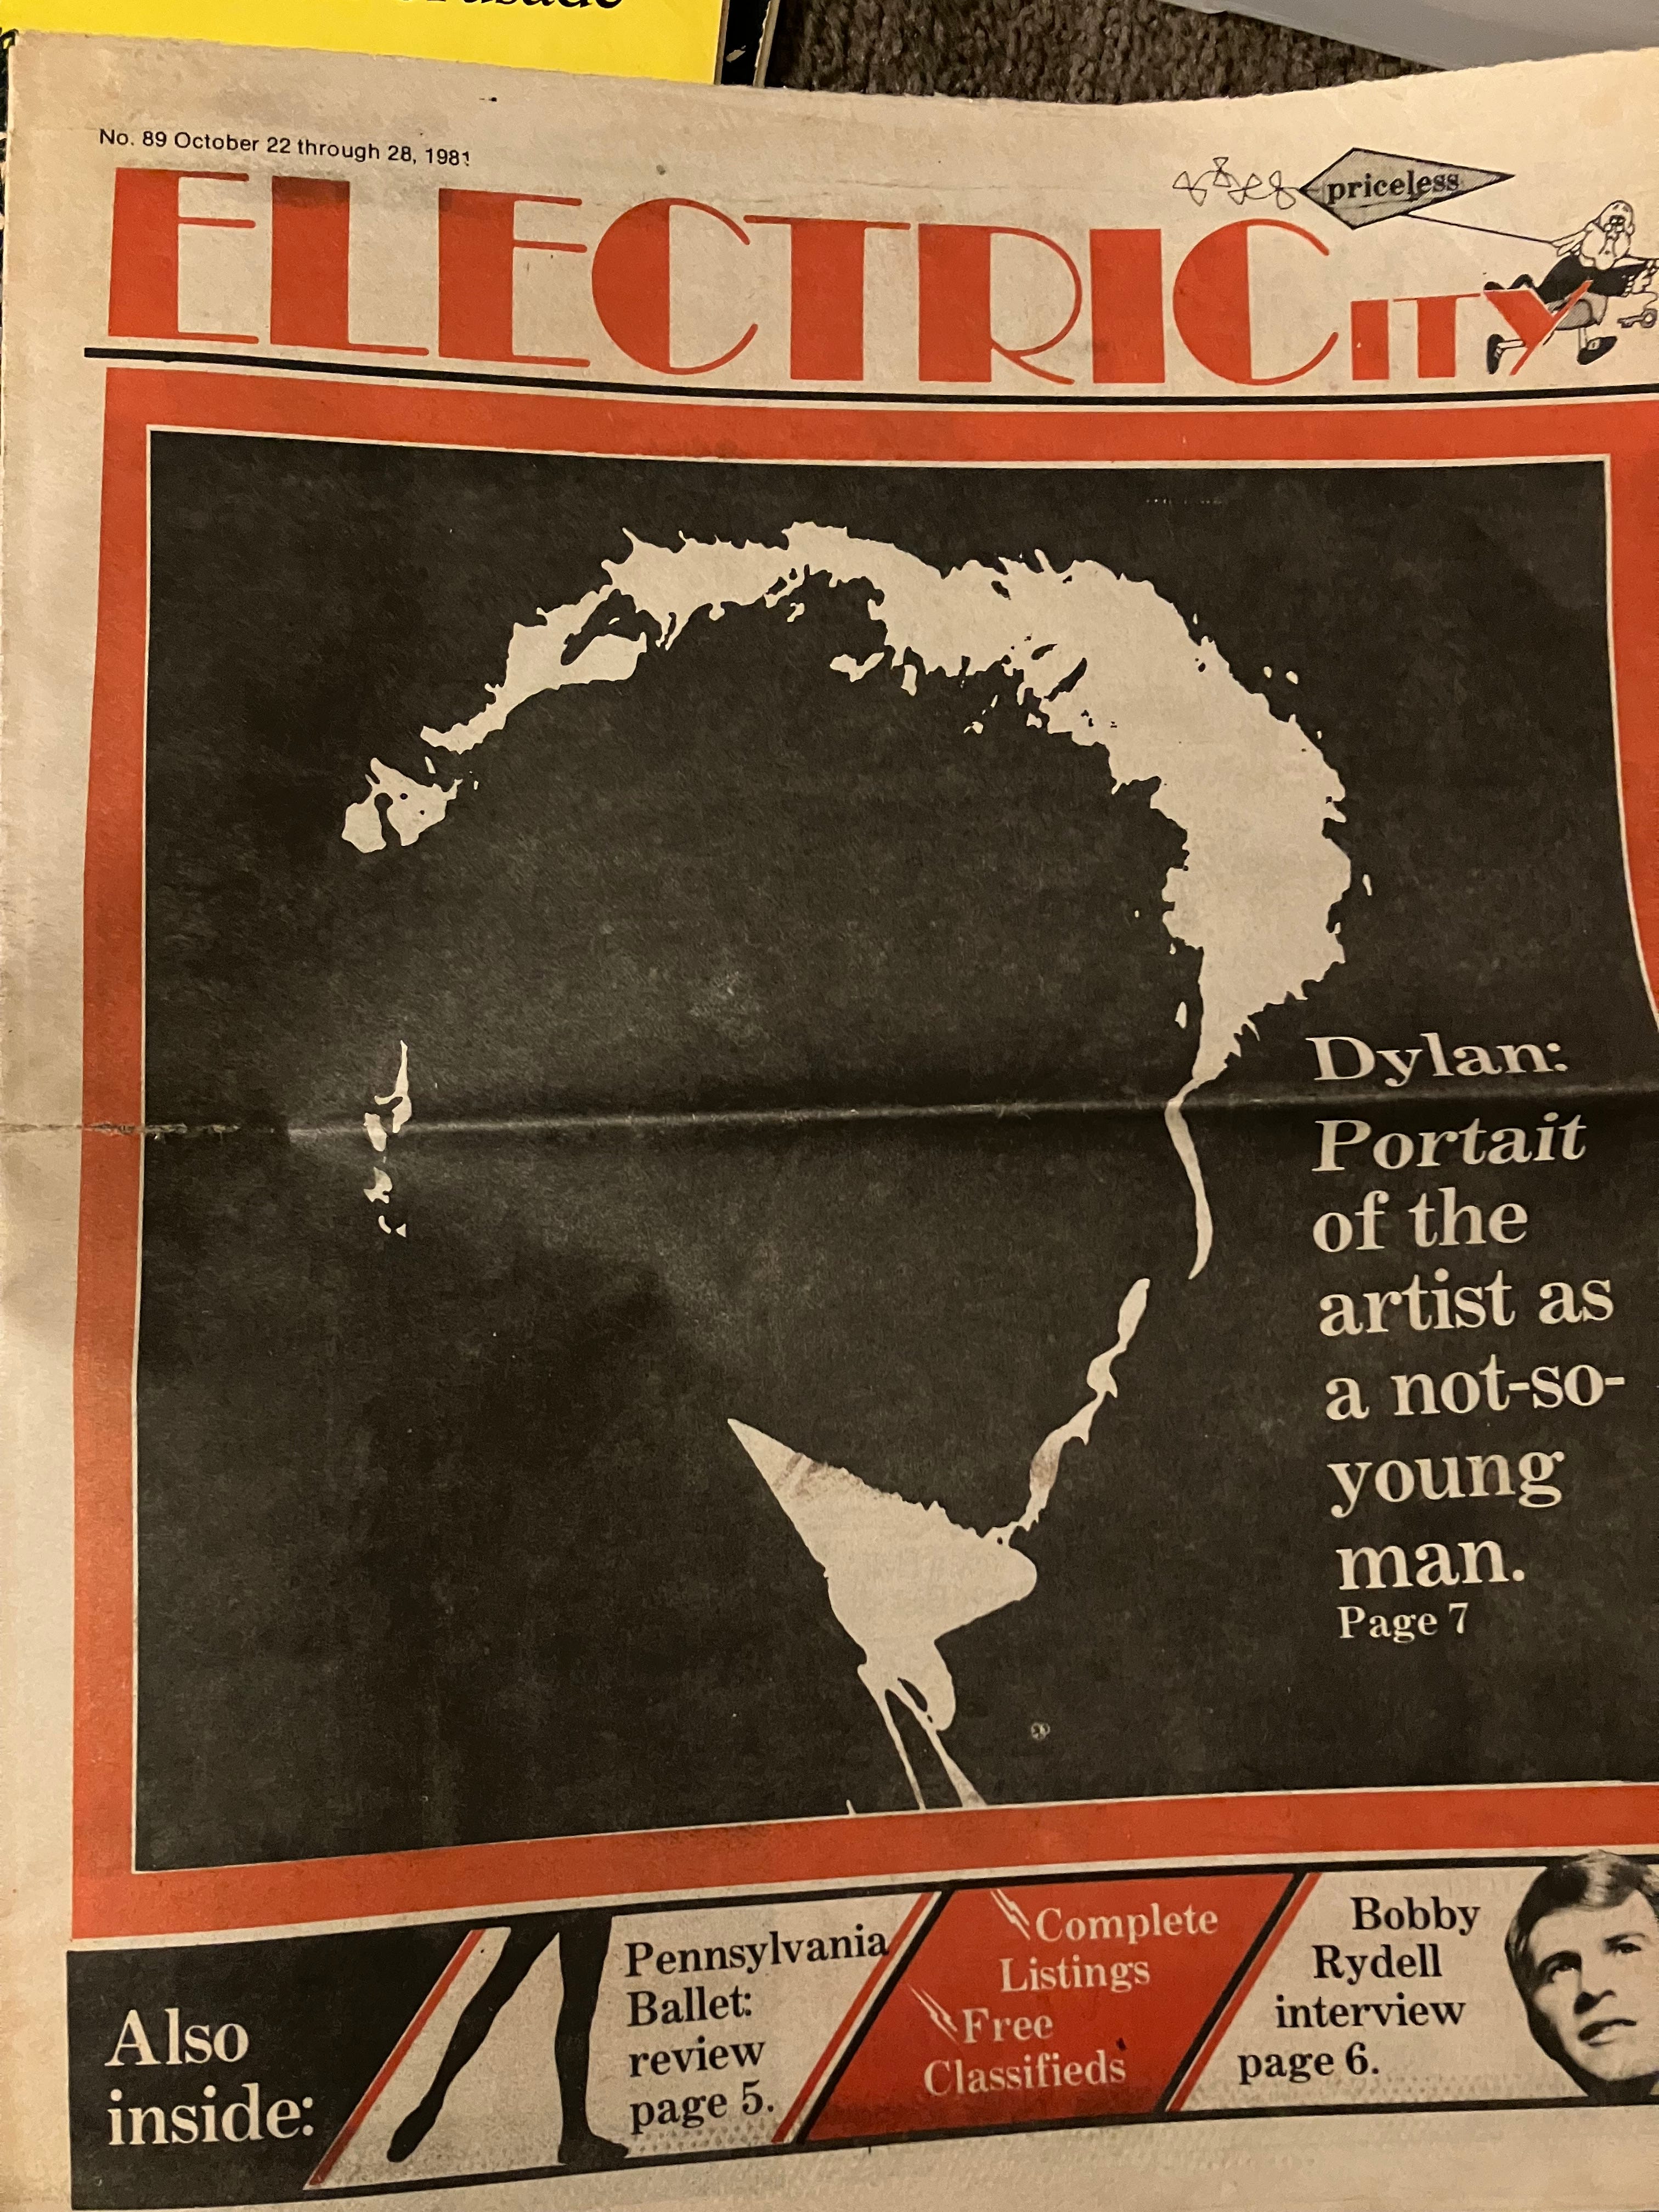 No. 89 October 22 through 28, 1981
priceless
ELECTRICITY
Dylan:
Portait
of the
artist as
a not-so-
young
man.
Page 7
Also
inside:
Pennsylvania
Ballet:
review
page 5.
Complete
Listings
Free
Classifieds
Bobby
Rydell
interview
page 6.